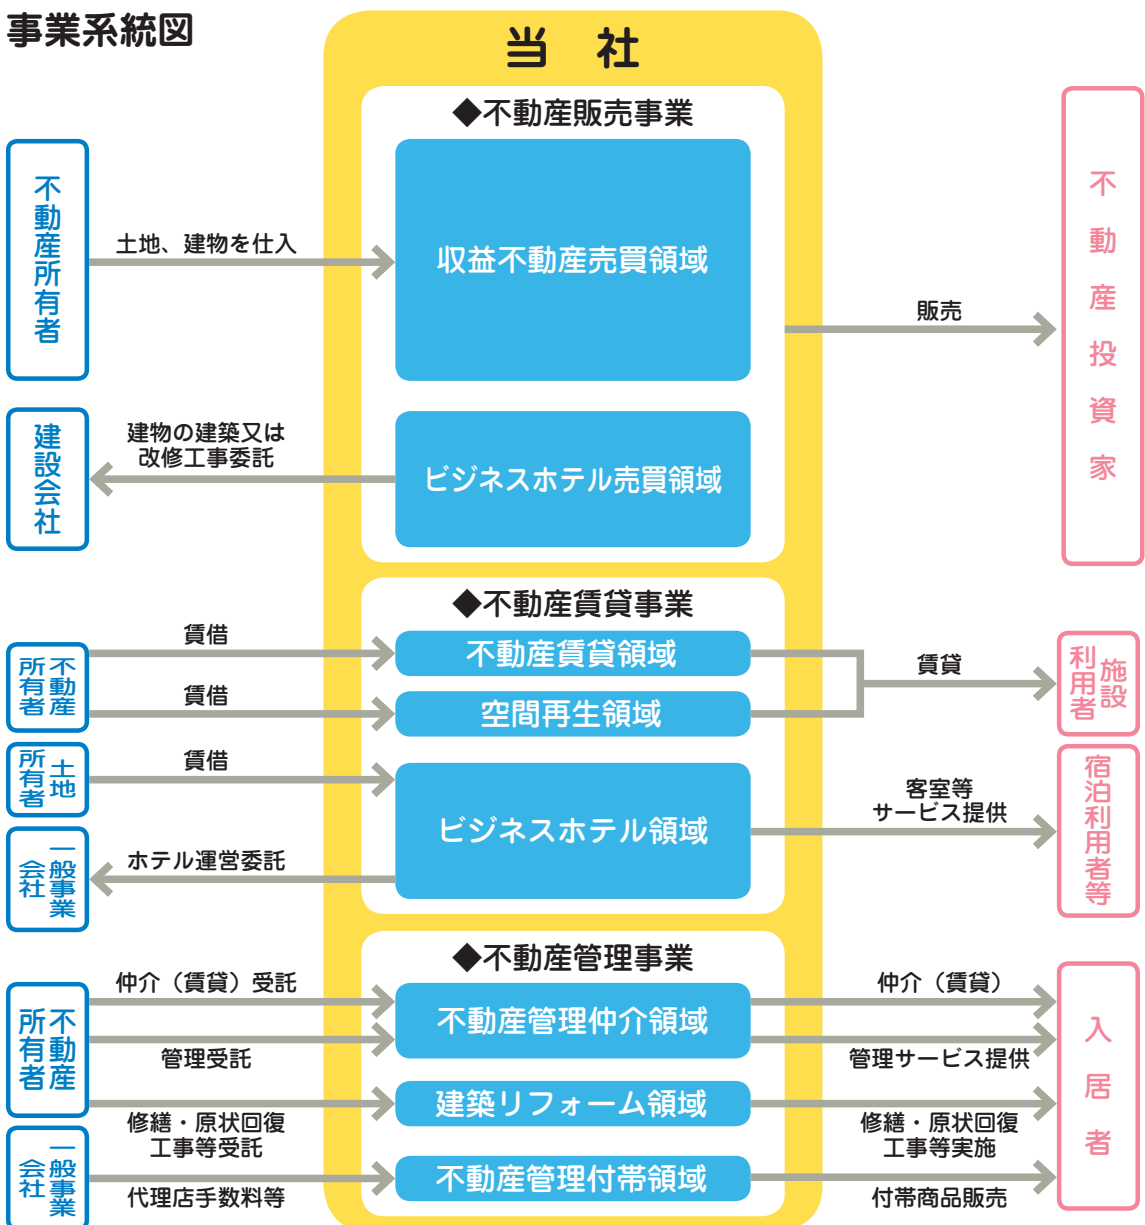 事業系統図
当 社
◆不動産販売事業
不動産所有者
土地、建物を仕入
収益不動産売買領域
販売
不動産投資家
建設会社
建物の建築又は
改修工事委託
ビジネスホテル売買領域
◆不動産賃貸事業
不動産
所有者
賃借
不動産賃貸領域
賃借
空間再生領域
賃貸
施設
利用者
土地
所有者
賃借
ビジネスホテル領域
客室等
サービス提供
宿泊利用者等
一般事業
会社
ホテル運営委託
◆不動産管理事業
不動産
所有者
仲介（賃貸）受託
管理受託
不動産管理仲介領域
仲介（賃貸）
管理サービス提供
入居者
修繕・原状回復
工事等受託
建築リフォーム領域
修繕・原状回復
工事等実施
一般事業
会社
代理店手数料等
不動産管理付帯領域
付帯商品販売